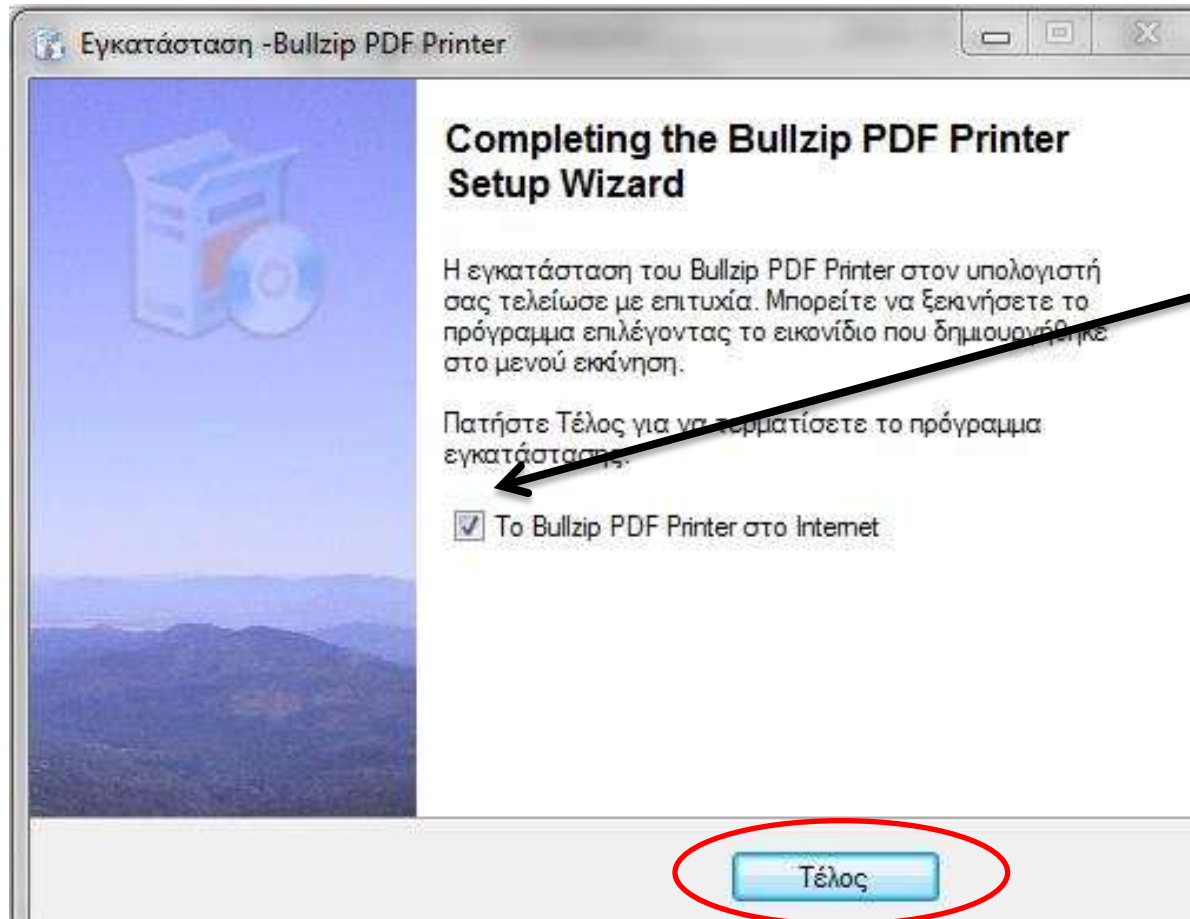 Εγκατάσταση -Bullzip PDF Printer
Completing the Bullzip PDF Printer
Setup Wizard
Η εγκατάσταση του Bullzip PDF Printer στον υπολογιστή
σας τελείωσε με επιτυχία. Μπορείτε να ξεκινήσετε το
πρόγραμμα επιλέγοντας το εικονίδιο που δημιουργήθηκε
στο μενού εκκίνηση.
Πατήστε Τέλος για να τερματίσετε το πρόγραμμα
εγκατάστασης.
Το Bullzip PDF Printer στο Internet
Τέλος